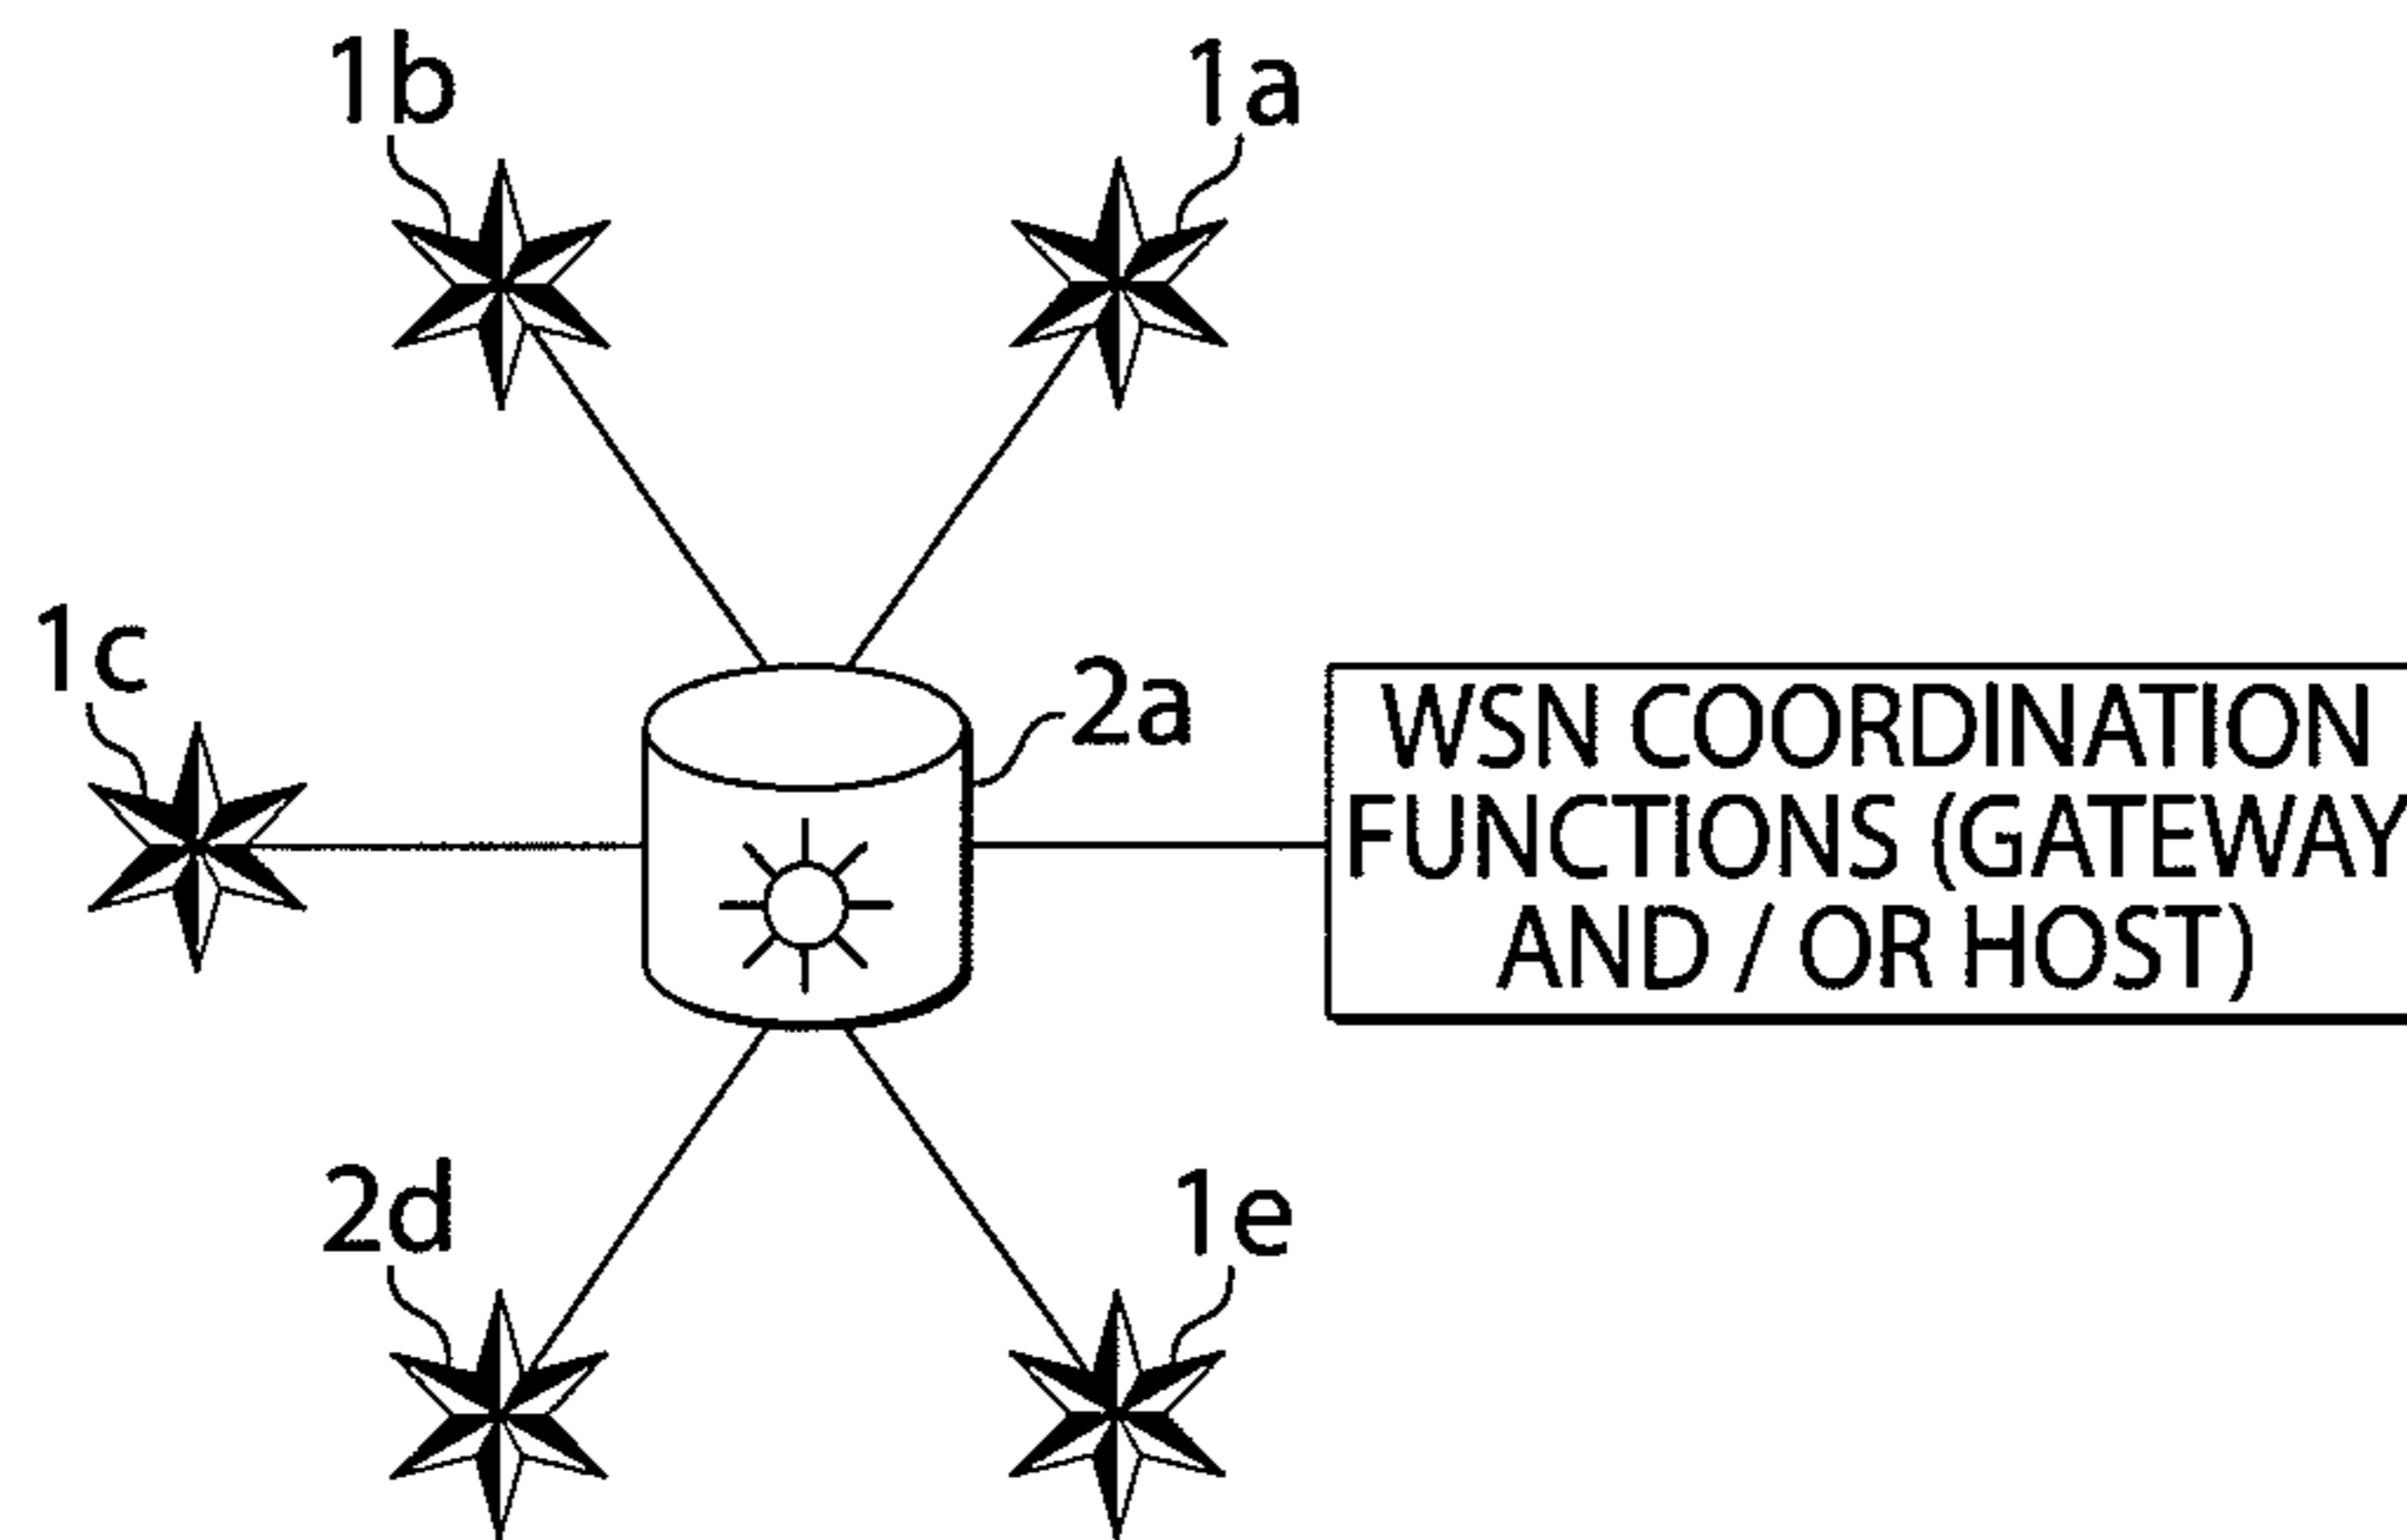 1b
1a
1c
2a
WSN COORDINATION
FUNCTIONS (GATEWAY
AND / OR HOST)
2d
1e